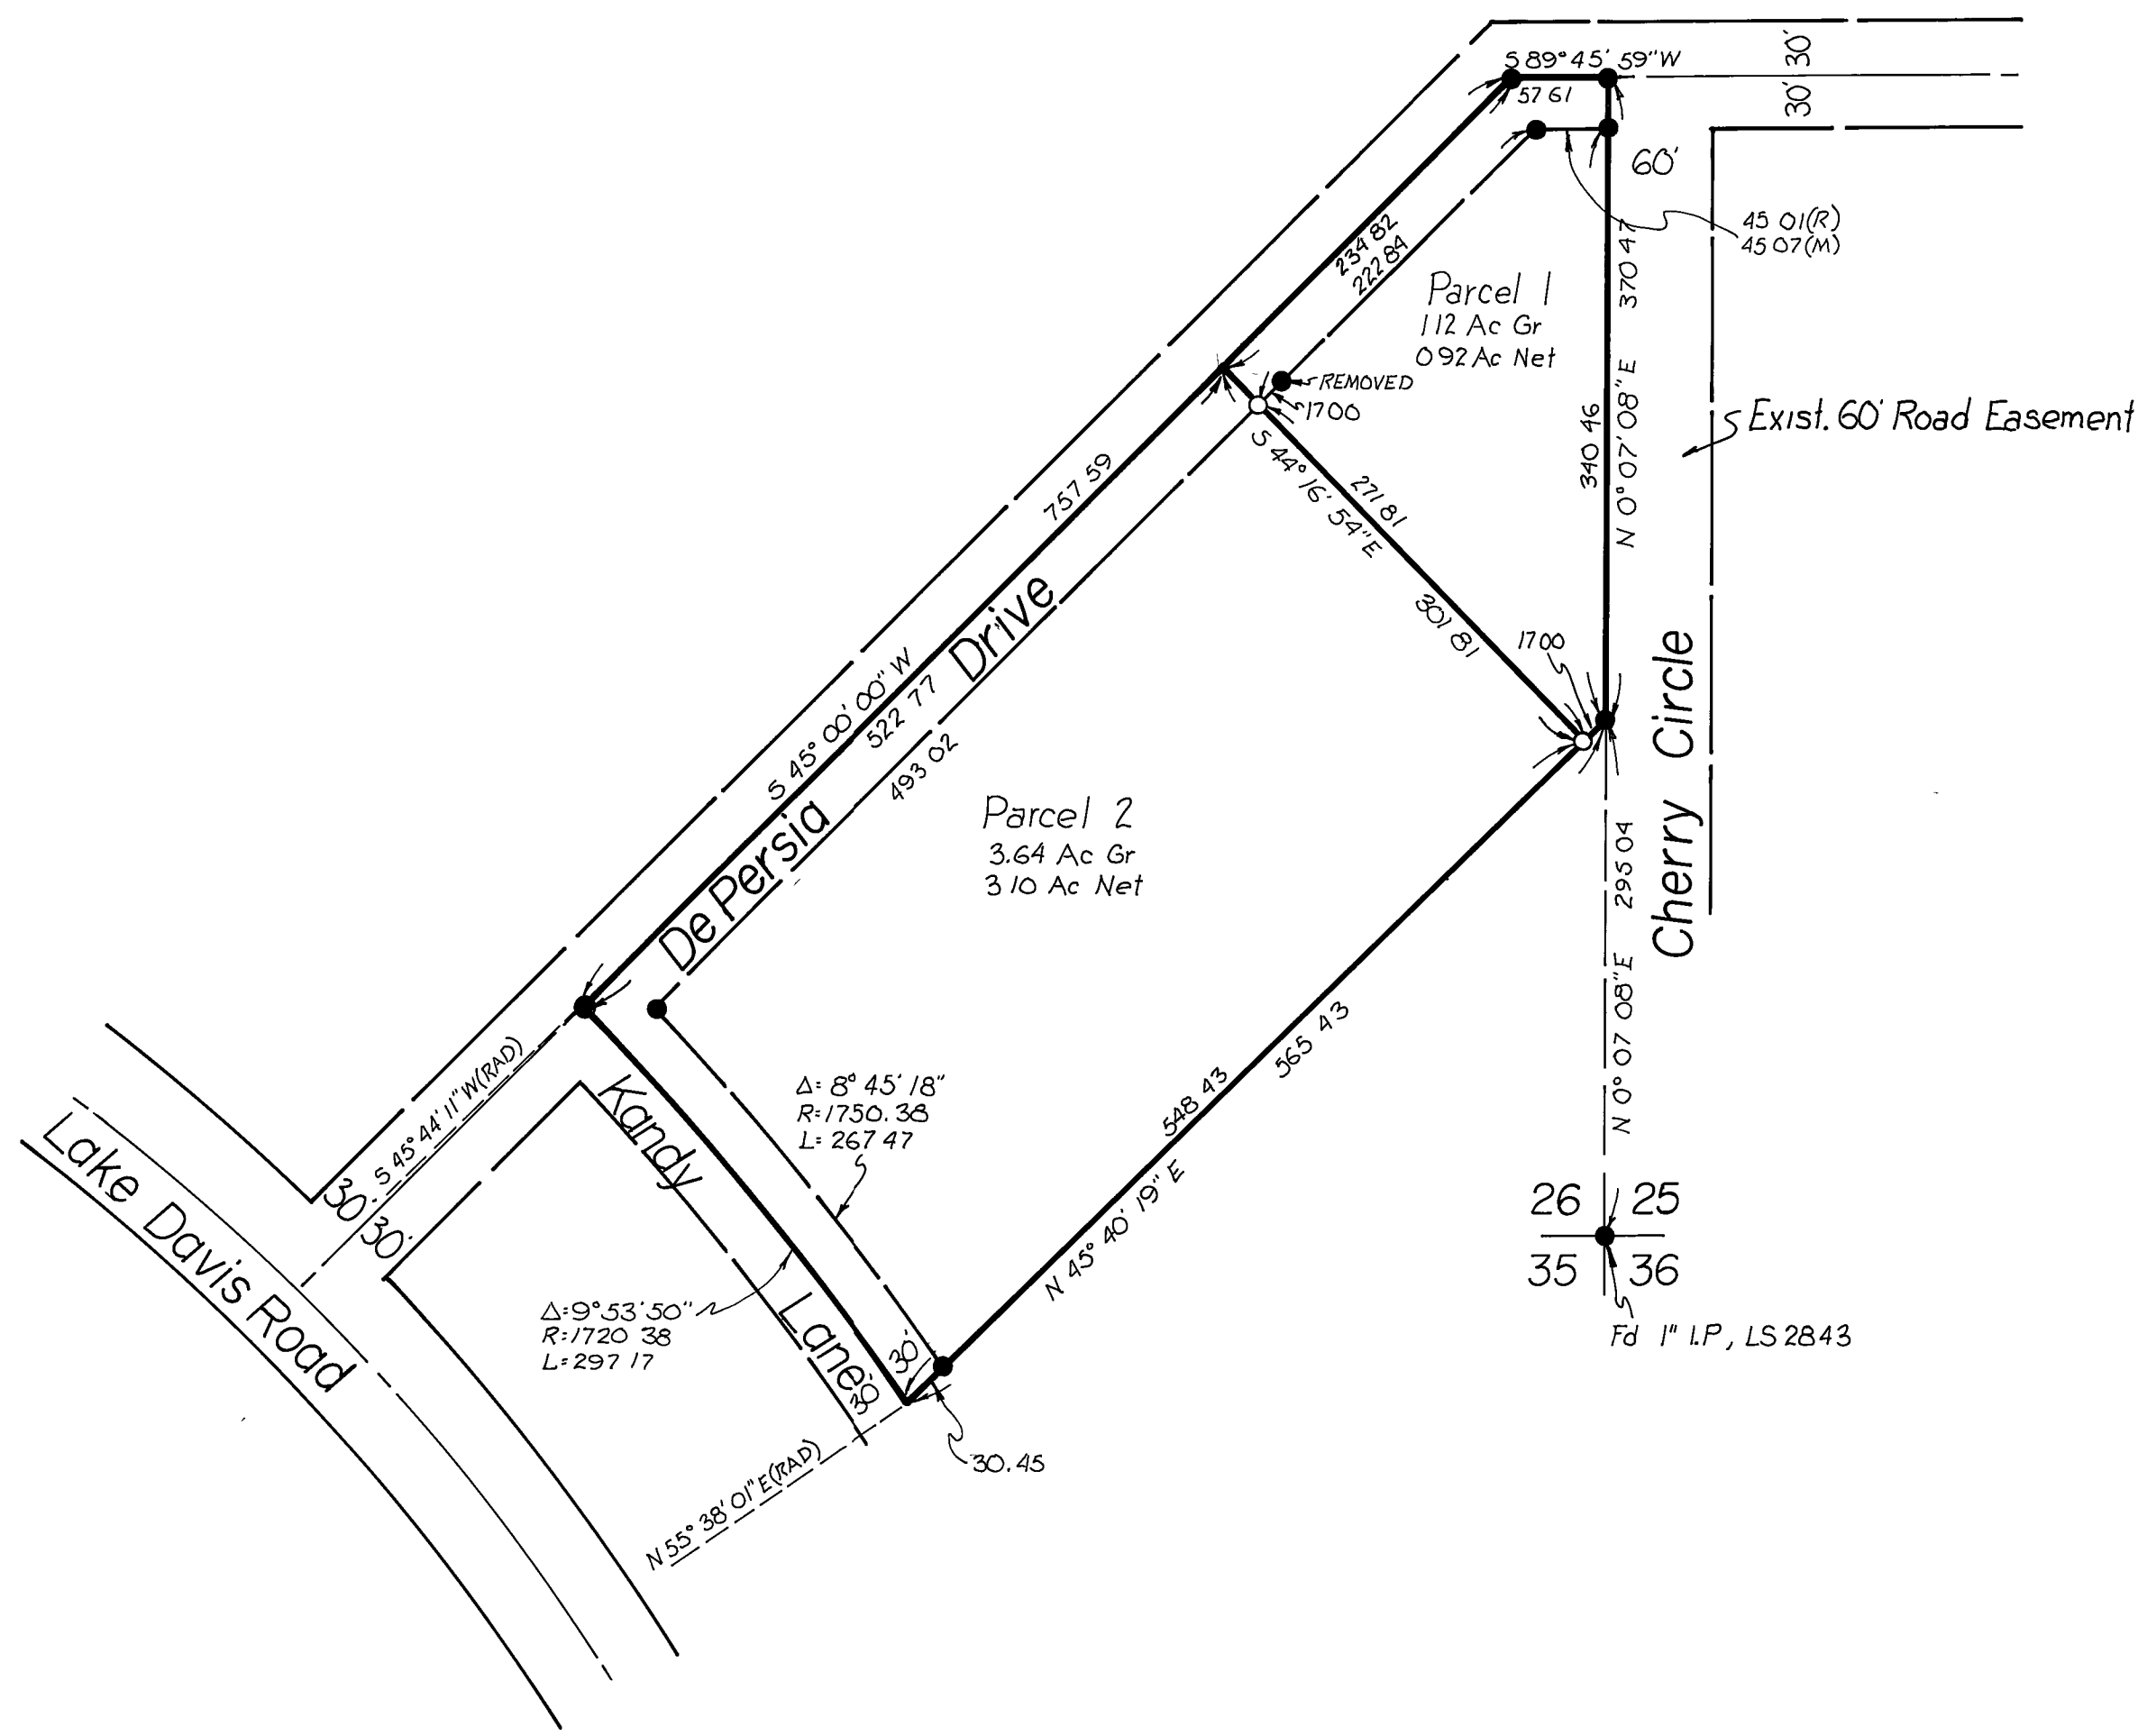 S 89° 45' 59" W
57 61
30'
30'
60'
45 01(R)
45 07(M)
234 82
222 84
Parcel 1
1 12 Ac Gr
0 92 Ac Net
370 47
N 0° 07' 08" E
340 46
REMOVED
17 00
Exist. 60' Road Easement
S 44° 16' 54" E
271 81
301 81
757 59
S 45° 00' 00" W
522 77
493 02
De Persia Drive
17 00
Cherry Circle
Parcel 2
3.64 Ac Gr
3 10 Ac Net
295 04
N 0° 07 08" E
S 45° 44' 11" W (RAD)
30'
30'
Lake Davis Road
Kandy Lane
Δ= 8° 45' 18"
R=1750.38
L= 267 47
Δ=9° 53' 50"
R=1720 38
L=297 17
548 43
565 43
N 45° 40' 19" E
30'
30'
30.45
N 55° 38' 01" E (RAD)
26 25
35 36
Fd 1" I.P, LS 2843